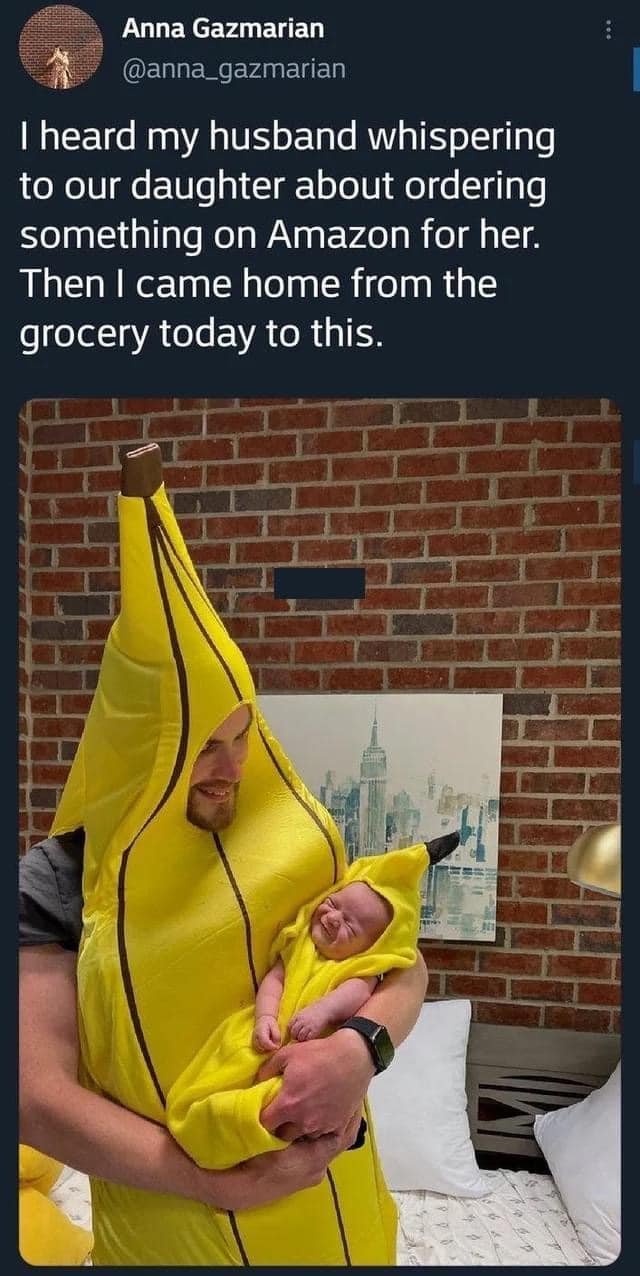 Anna Gazmarian
@anna_gazmarian
I heard my husband whispering
to our daughter about ordering
something on Amazon for her.
Then I came home from the
grocery today to this.